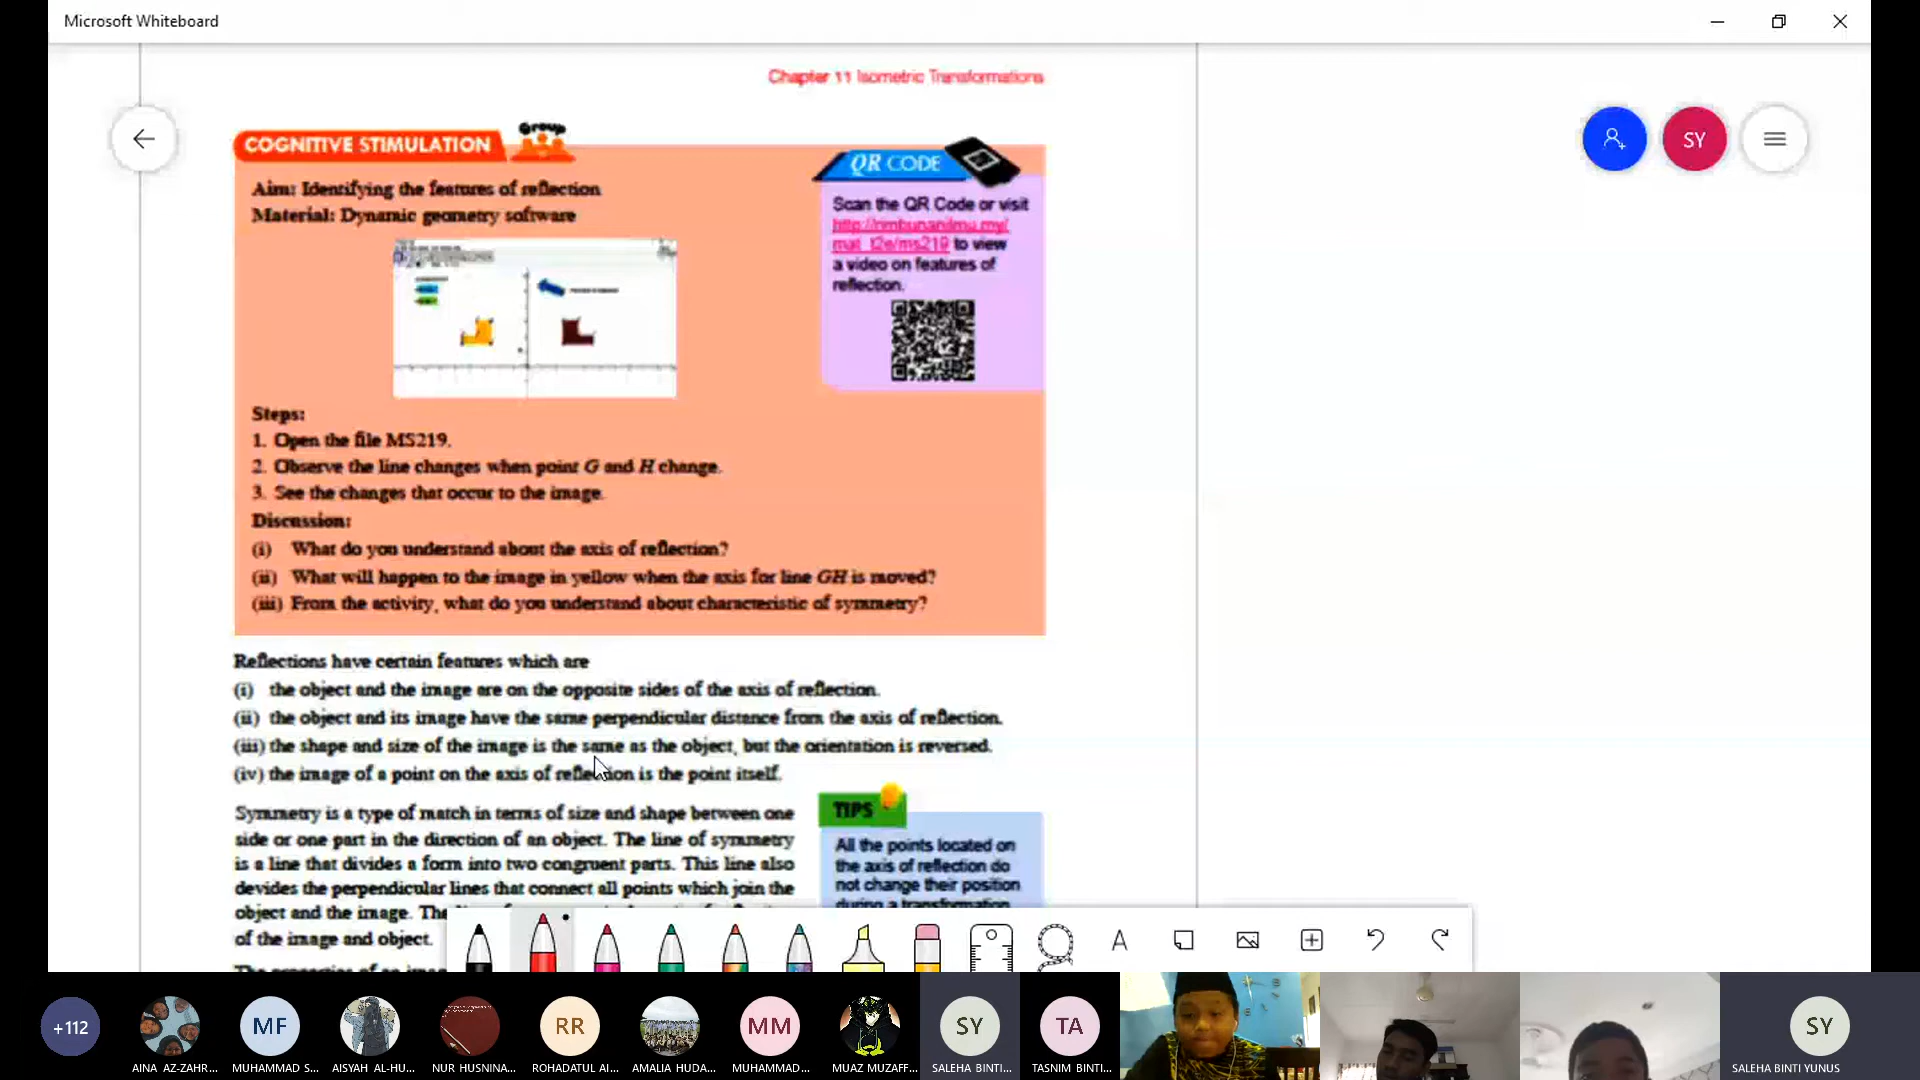 Microsoft Whiteboard
Chapter 11 Isometric Transformations
COGNITIVE STIMULATION
Group
Aim: Identifying the features of reflection
Material: Dynamic geometry software
QR CODE
Scan the QR Code or visit
http://rimbunanilmu.my/
mat_t2e/ms219 to view
a video on features of
reflection.
Steps:
1. Open the file MS219.
2. Observe the line changes when point G and H change.
3. See the changes that occur to the image.
Discussion:
(i) What do you understand about the axis of reflection?
(ii) What will happen to the image in yellow when the axis for line GH is moved?
(iii) From the activity, what do you understand about characteristic of symmetry?
Reflections have certain features which are
(i) the object and the image are on the opposite sides of the axis of reflection.
(ii) the object and its image have the same perpendicular distance from the axis of reflection.
(iii) the shape and size of the image is the same as the object, but the orientation is reversed.
(iv) the image of a point on the axis of reflection is the point itself.
Symmetry is a type of match in terms of size and shape between one
side or one part in the direction of an object. The line of symmetry
is a line that divides a form into two congruent parts. This line also
devides the perpendicular lines that connect all points which join the
object and the image. The
of the image and object.
TIPS
All the points located on
the axis of reflection do
not change their position
during a transformation
SY
+112
MF
RR
MM
SY
TA
SY
AINA AZ-ZAHR...
MUHAMMAD S...
AISYAH AL-HU...
NUR HUSNINA...
ROHADATUL AI...
AMALIA HUDA...
MUHAMMAD...
MUAZ MUZAFF...
SALEHA BINTI...
TASNIM BINTI...
SALEHA BINTI YUNUS